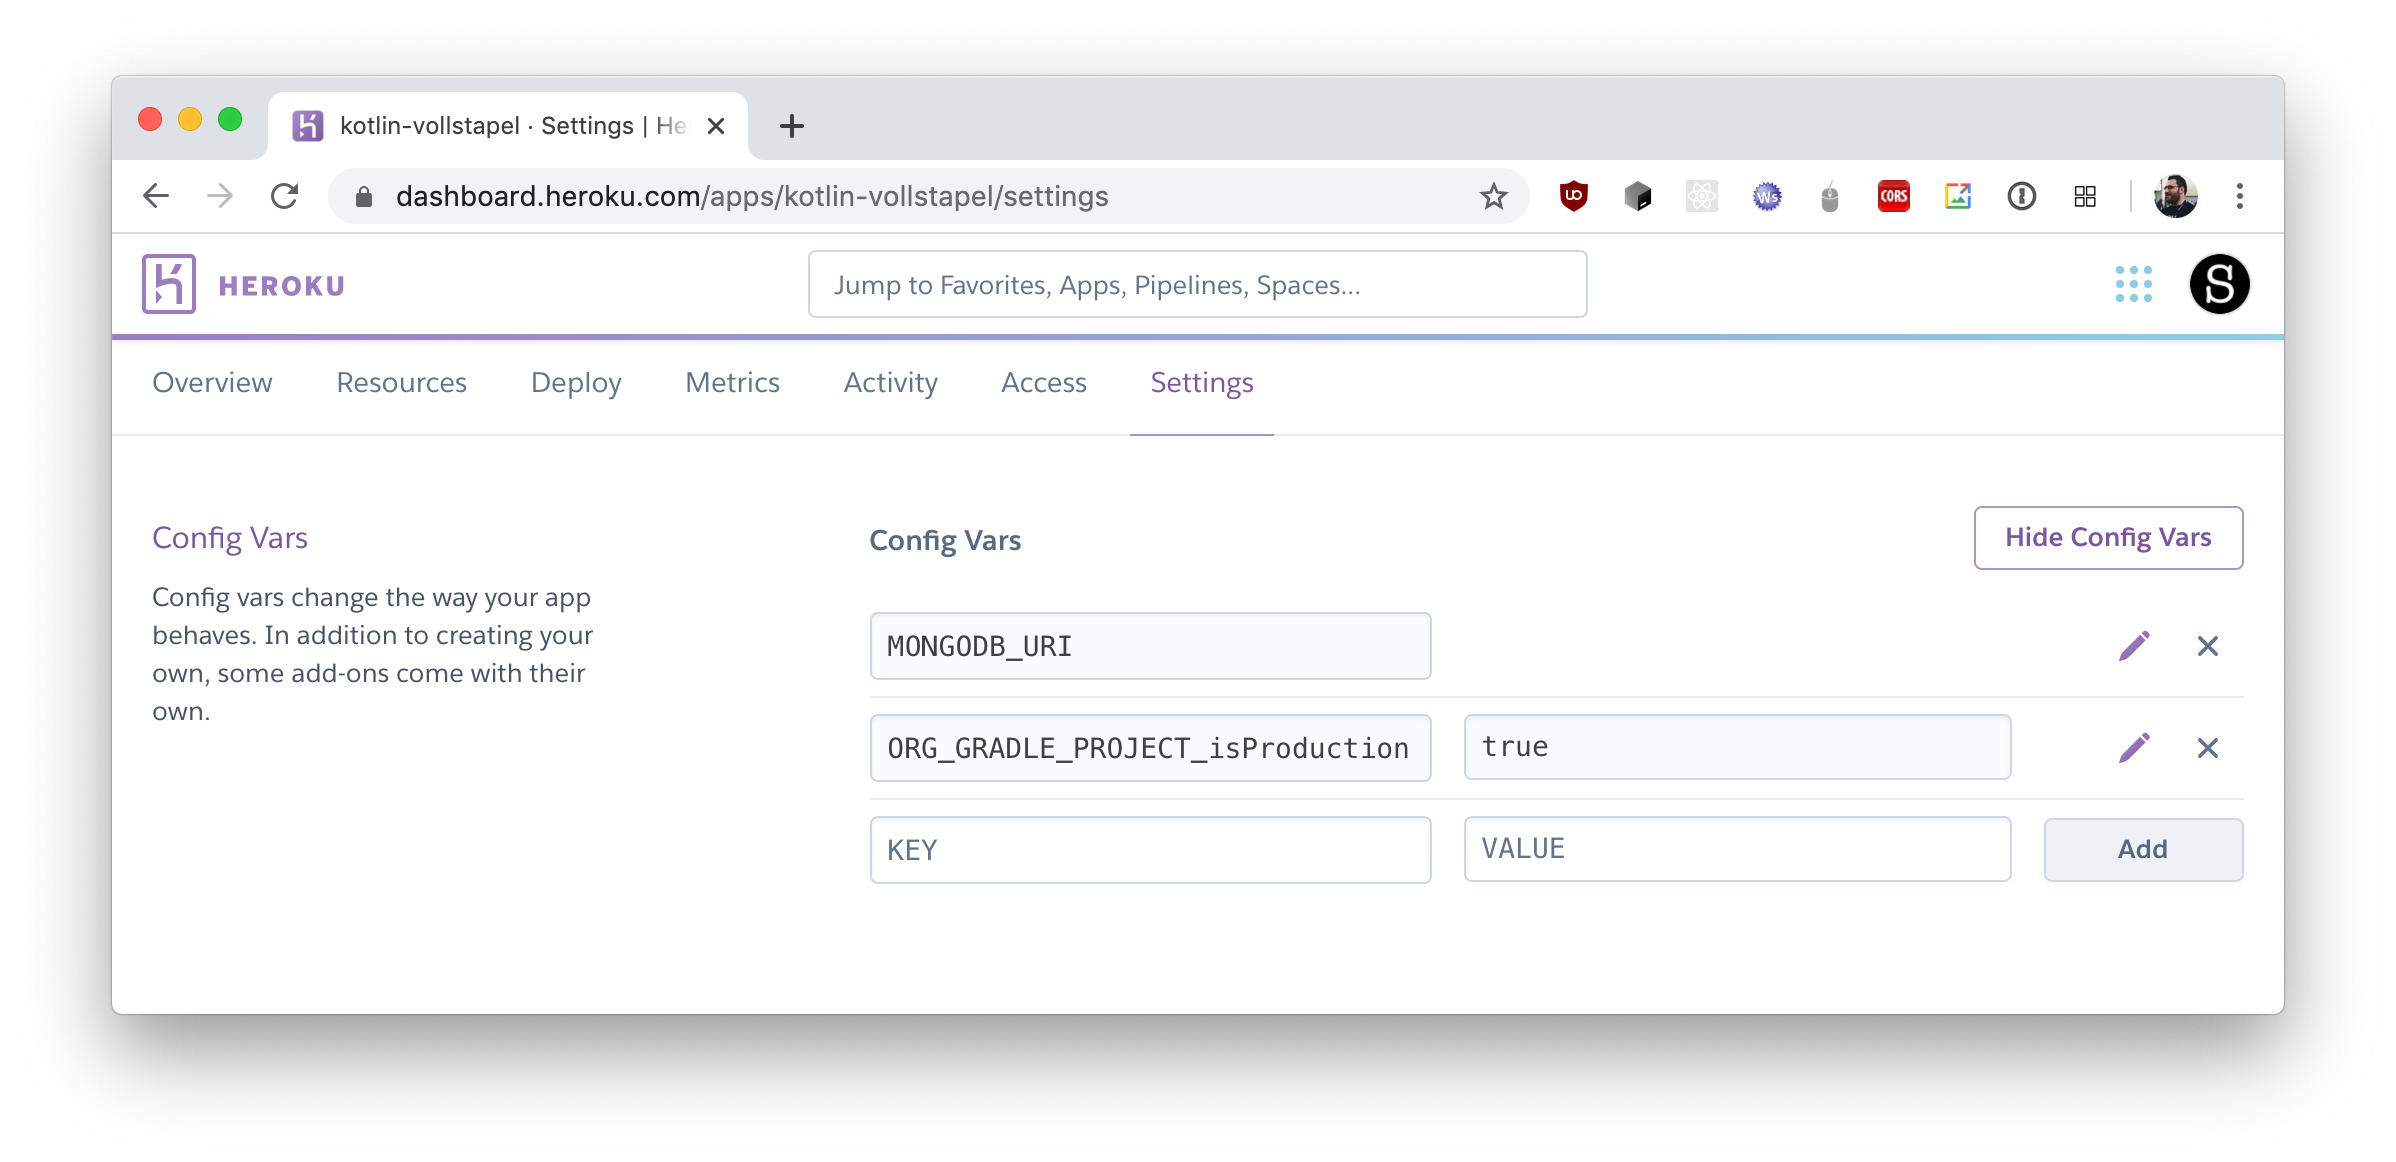 kotlin-vollstapel · Settings | He
dashboard.heroku.com/apps/kotlin-vollstapel/settings
UO
Ws
CORS
HEROKU
Jump to Favorites, Apps, Pipelines, Spaces...
S
Overview Resources Deploy Metrics Activity Access Settings
Config Vars
Config vars change the way your app
behaves. In addition to creating your
own, some add-ons come with their
own.
Config Vars
Hide Config Vars
MONGODB_URI
ORG_GRADLE_PROJECT_isProduction true
KEY VALUE Add